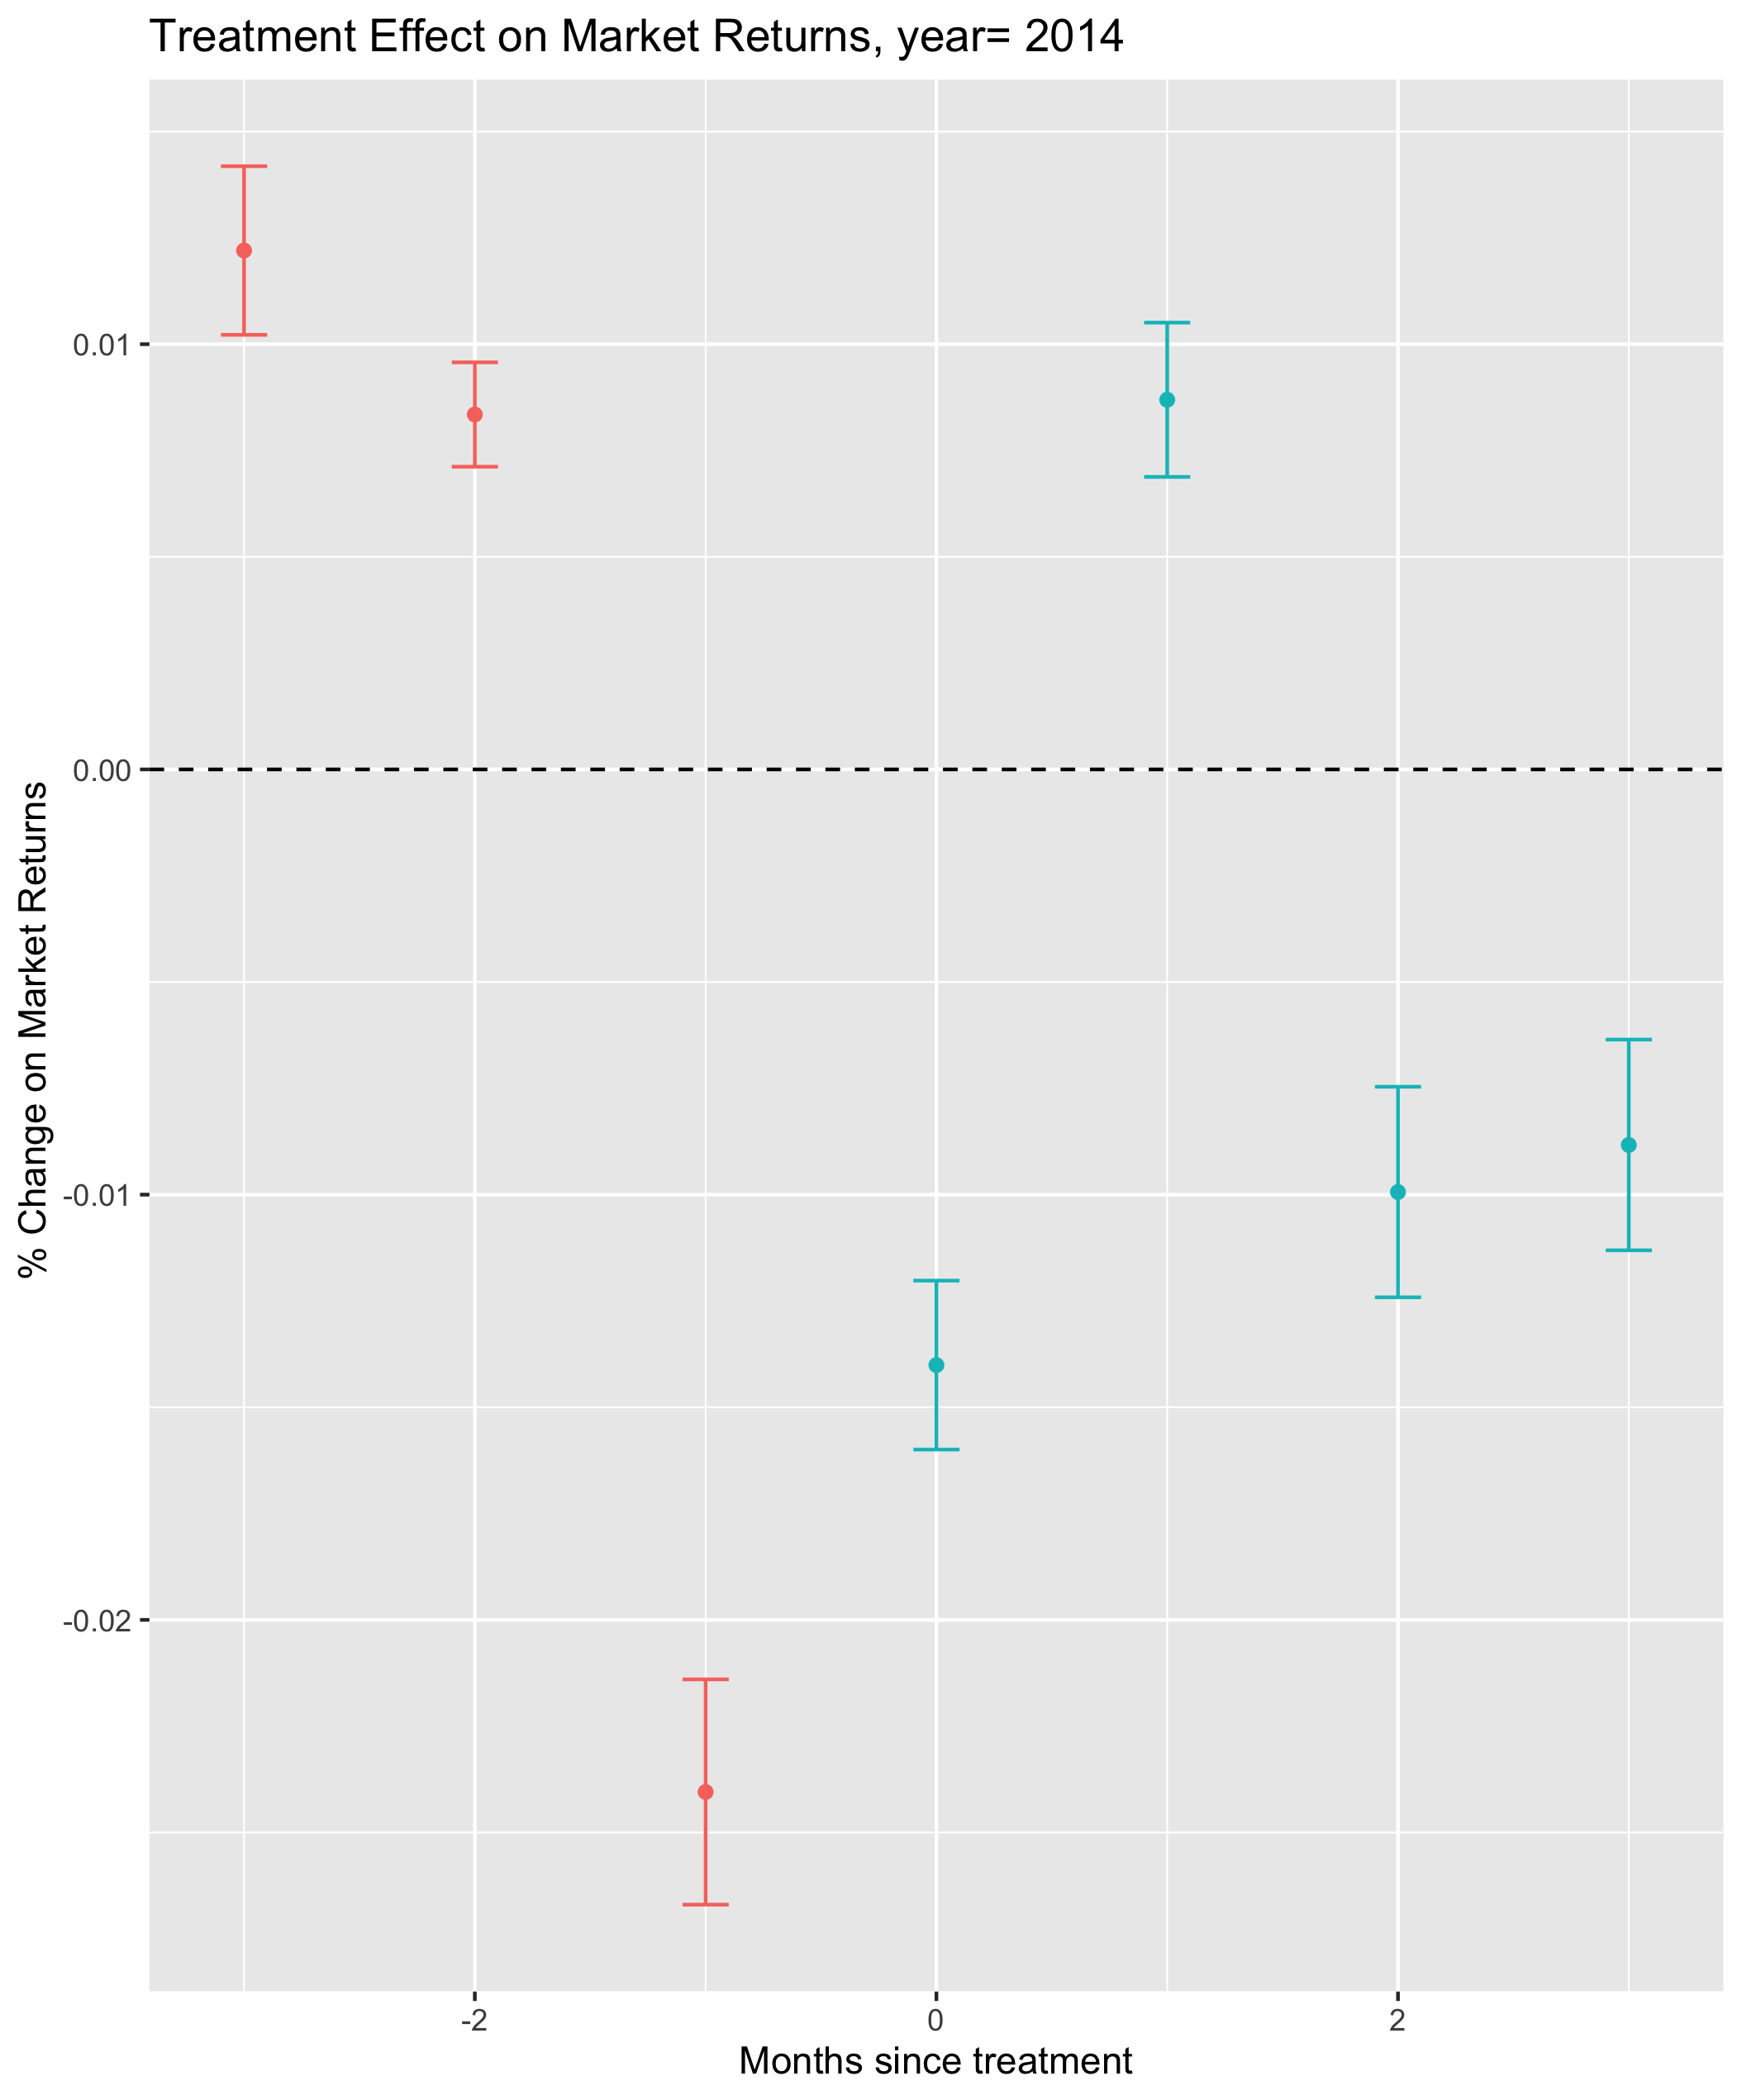 Treatment Effect on Market Returns, year= 2014
% Change on Market Returns
0.01
0.00
-0.01
-0.02
-2
0
2
Months since treatment